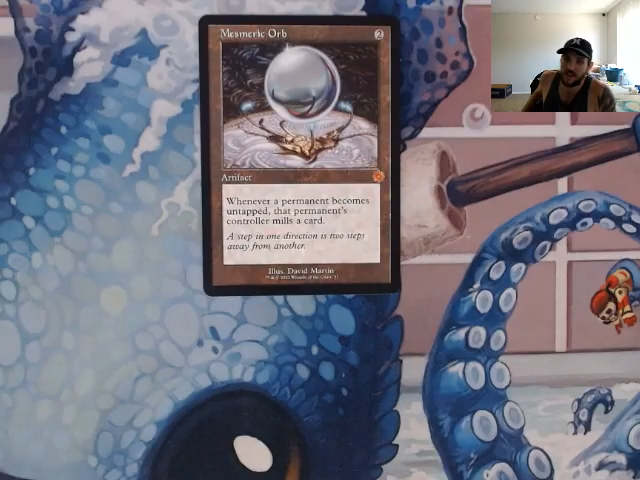 Mesmeric Orb 2
Artifact
Whenever a permanent becomes
untapped, that permanent's
controller mills a card.
A step in one direction is two steps
away from another.
Illus. David Martin